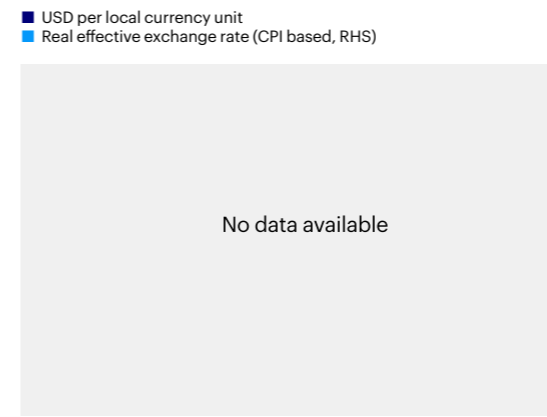 USD per local currency unit
Real effective exchange rate (CPI based, RHS)
No data available